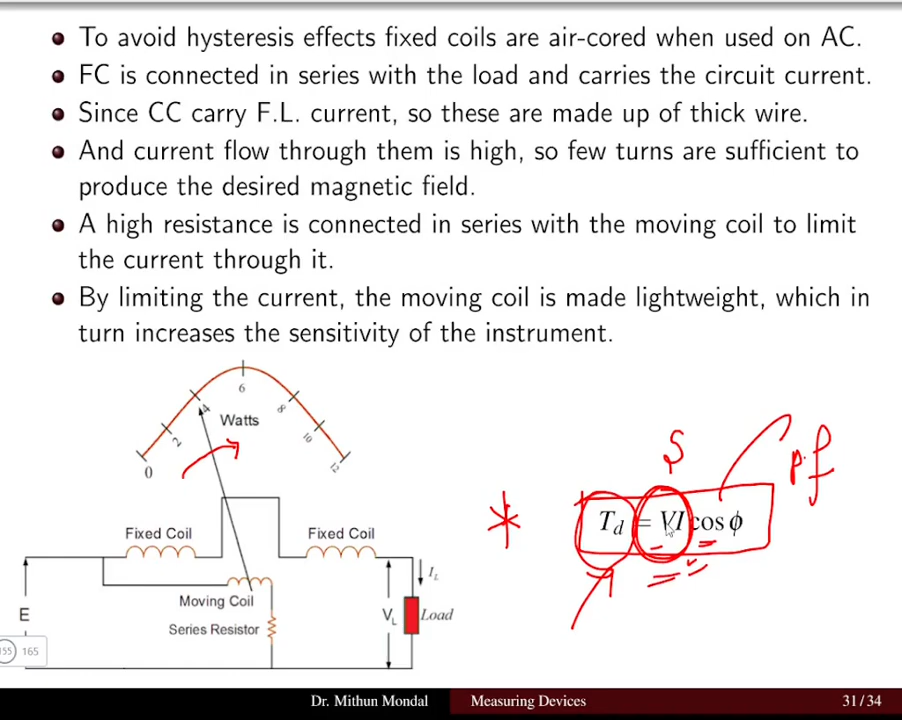 To avoid hysteresis effects fixed coils are air-cored when used on AC.
FC is connected in series with the load and carries the circuit current.
Since CC carry F.L. current, so these are made up of thick wire.
And current flow through them is high, so few turns are sufficient to
produce the desired magnetic field.
A high resistance is connected in series with the moving coil to limit
the current through it.
By limiting the current, the moving coil is made lightweight, which in
turn increases the sensitivity of the instrument.
0
2
4
6
8
10
12
Watts
Fixed Coil
Fixed Coil
Moving Coil
Series Resistor
E
V_L
I_L
Load
S
p.f
*
T_d = VI cos ϕ
155 165
Dr. Mithun Mondal
Measuring Devices
31 / 34